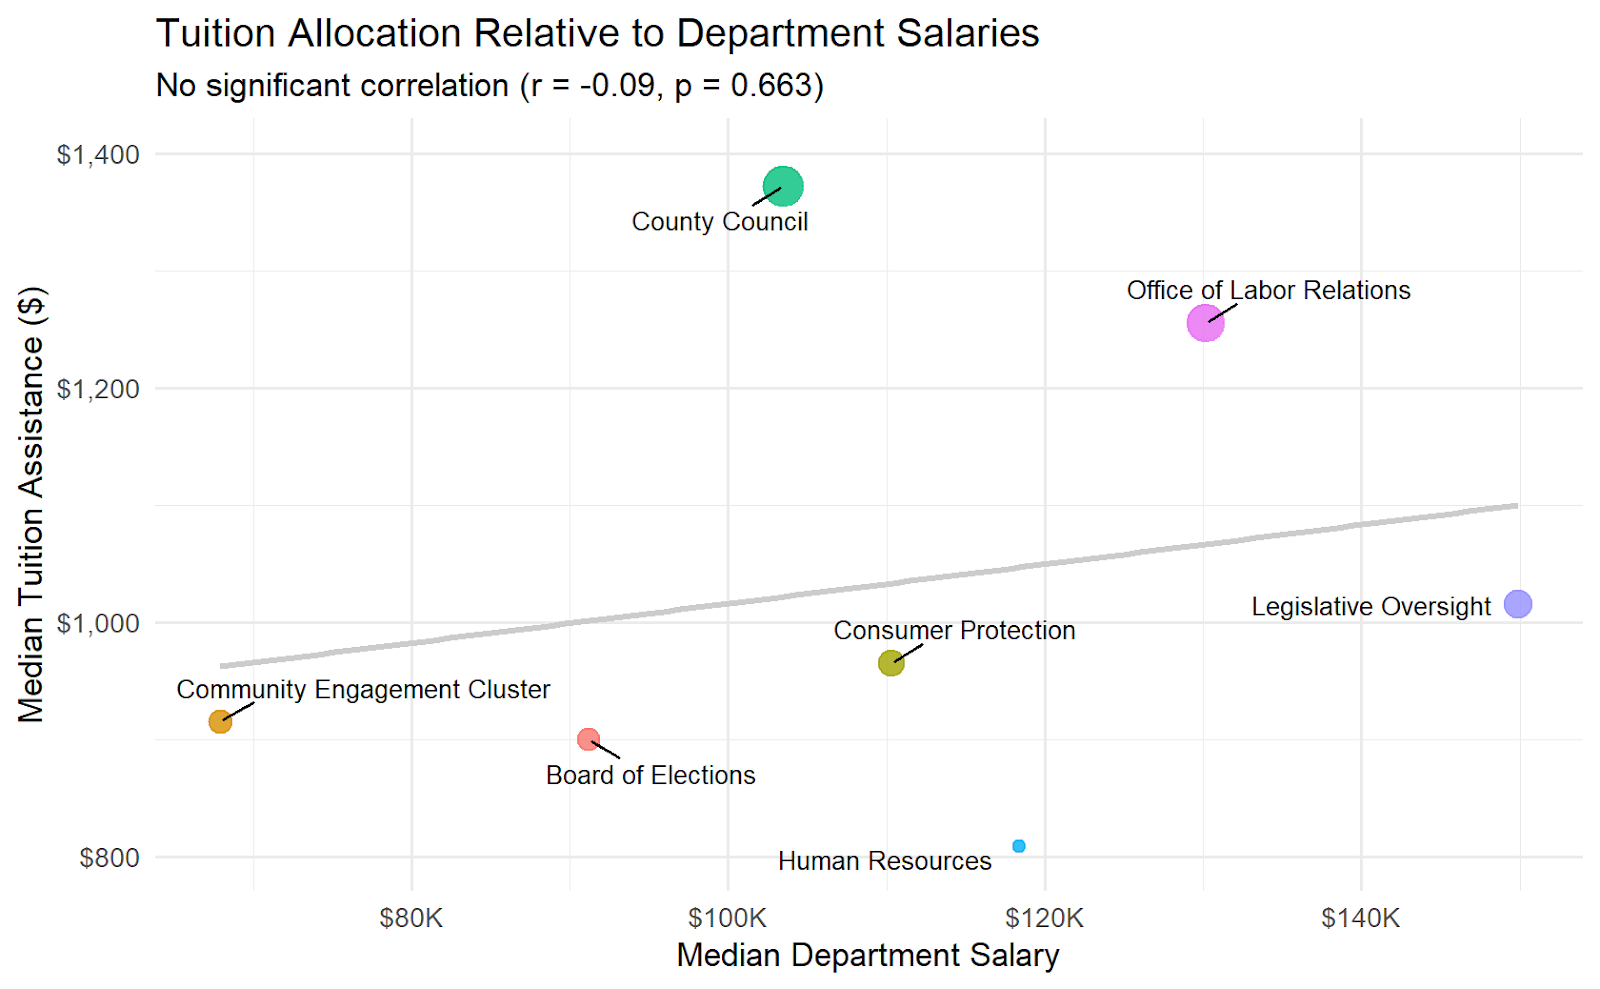 Tuition Allocation Relative to Department Salaries
No significant correlation (r = -0.09, p = 0.663)
Median Tuition Assistance ($)
$1,400
$1,200
$1,000
$800
County Council
Office of Labor Relations
Legislative Oversight
Consumer Protection
Community Engagement Cluster
Board of Elections
Human Resources
$80K
$100K
$120K
$140K
Median Department Salary